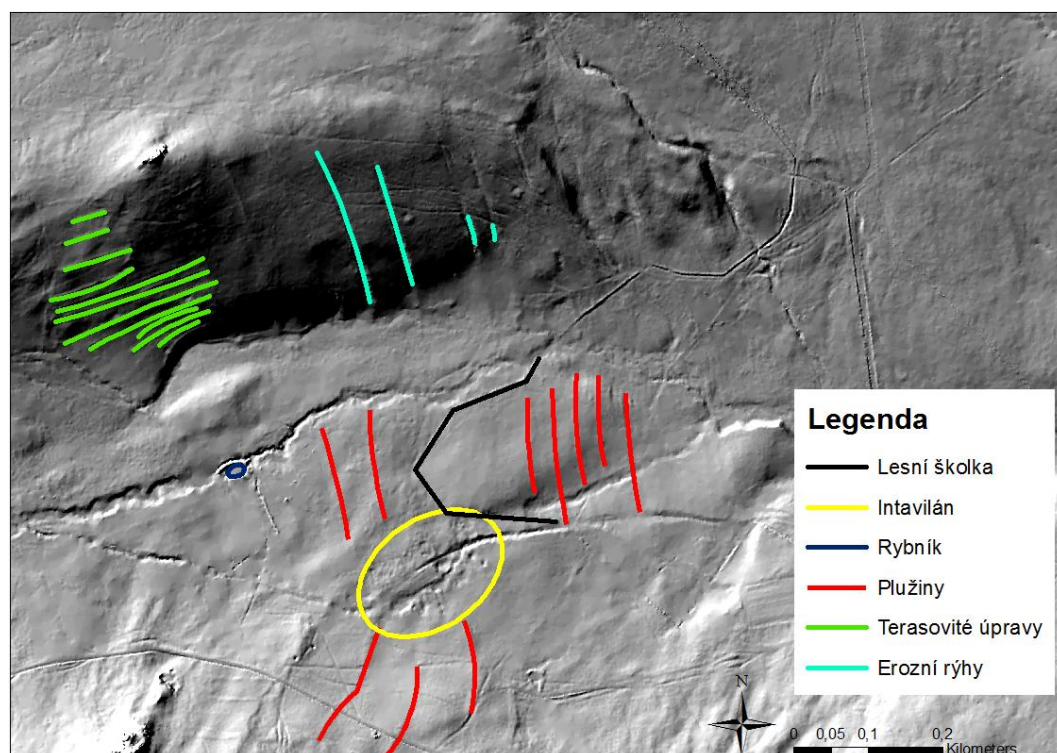 Legenda
Lesní školka
Intavilán
Rybník
Plužiny
Terasovité úpravy
Erozní rýhy
N
0 0,05 0,1 0,2
Kilometers